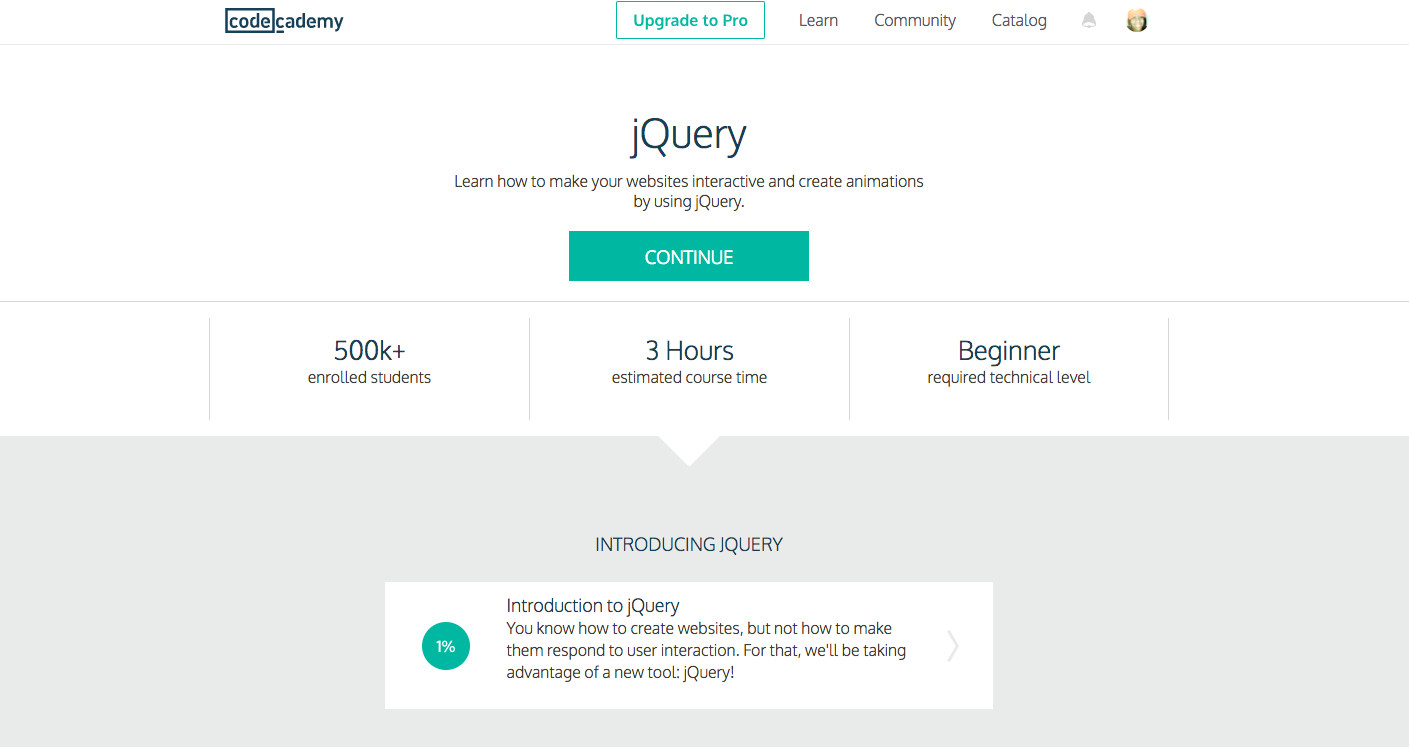 codecademy
Upgrade to Pro
Learn
Community
Catalog
jQuery
Learn how to make your websites interactive and create animations
by using jQuery.
CONTINUE
500k+
enrolled students
3 Hours
estimated course time
Beginner
required technical level
INTRODUCING JQUERY
1%
Introduction to jQuery
You know how to create websites, but not how to make
them respond to user interaction. For that, we'll be taking
advantage of a new tool: jQuery!